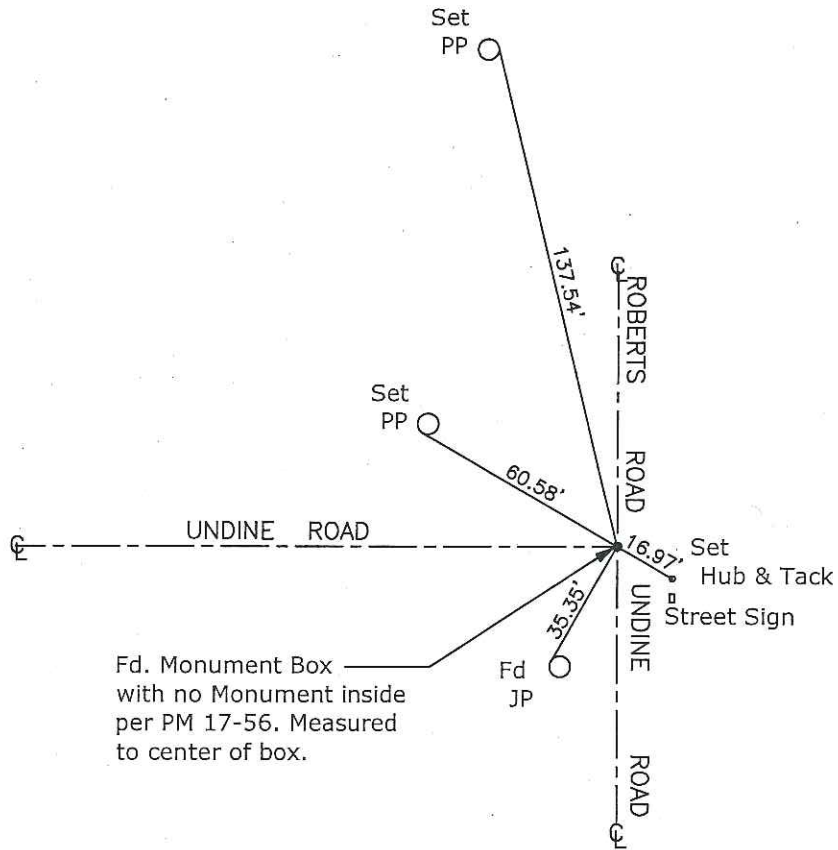 Set
PP
137.54'
℄
ROBERTS ROAD
Set
PP
60.58'
℄
UNDINE ROAD
16.97'
Set
Hub & Tack
Street Sign
35.35'
Fd
JP
UNDINE ROAD
℄
Fd. Monument Box
with no Monument inside
per PM 17-56. Measured
to center of box.